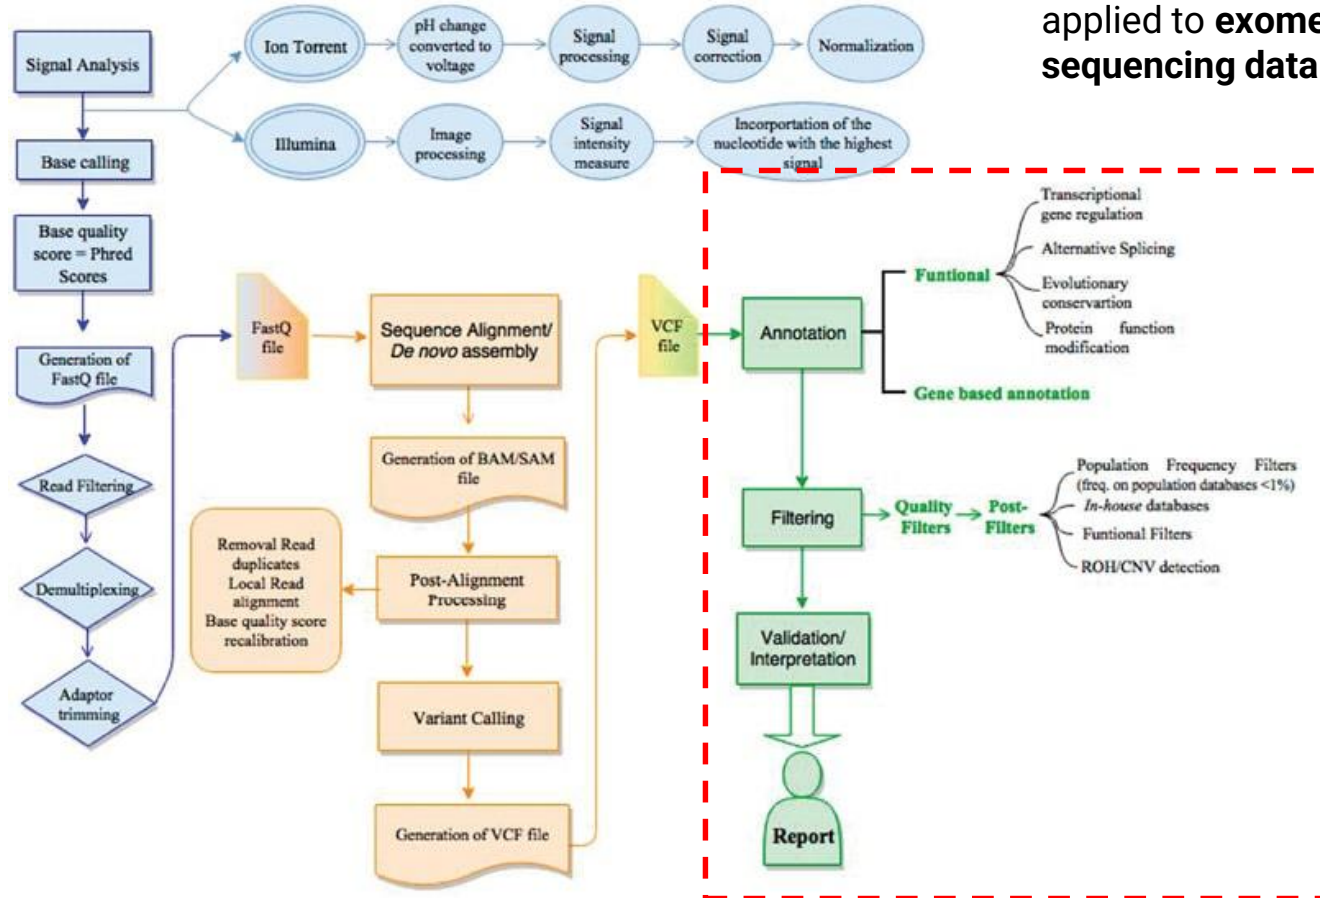 applied to exome
sequencing data
Signal Analysis
Ion Torrent
pH change
converted to
voltage
Signal
processing
Signal
correction
Normalization
Illumina
Image
processing
Signal
intensity
measure
Incorportation of the
nucleotide with the highest
signal
Base calling
Base quality
score = Phred
Scores
Generation of
FastQ file
Read Filtering
Demultiplexing
Adaptor
trimming
FastQ
file
Sequence Alignment/
De novo assembly
Generation of BAM/SAM
file
Post-Alignment
Processing
Removal Read
duplicates
Local Read
alignment
Base quality score
recalibration
Variant Calling
Generation of VCF file
VCF
file
Annotation
Funtional
Transcriptional
gene regulation
Alternative Splicing
Evolutionary
conservartion
Protein function
modification
Gene based annotation
Filtering
Quality
Filters
Post-
Filters
Population Frequency Filters
(freq. on population databases <1%)
In-house databases
Funtional Filters
ROH/CNV detection
Validation/
Interpretation
Report